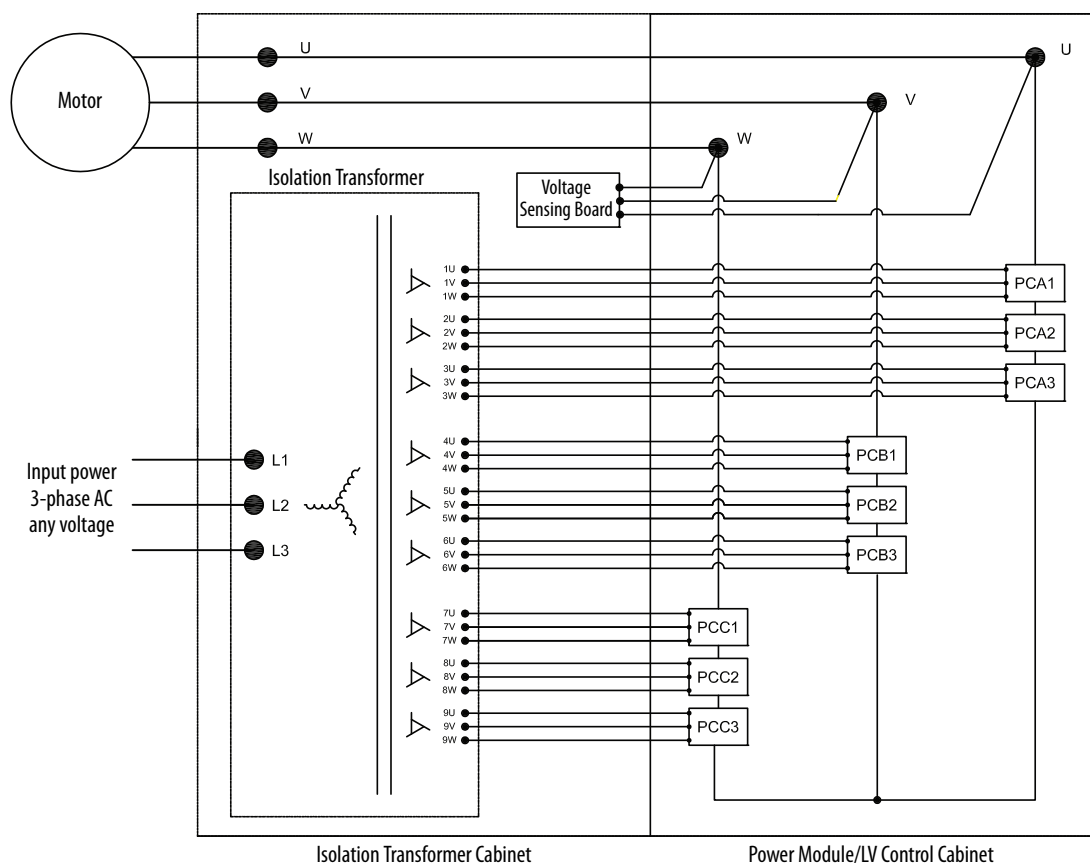 U
U
Motor
V
V
W
W
Isolation Transformer
Voltage
Sensing Board
1U
1V
1W
PCA1
2U
2V
2W
PCA2
3U
3V
3W
PCA3
4U
4V
4W
PCB1
5U
5V
5W
PCB2
6U
6V
6W
PCB3
7U
7V
7W
PCC1
8U
8V
8W
PCC2
9U
9V
9W
PCC3
Input power
3-phase AC
any voltage
L1
L2
L3
Isolation Transformer Cabinet
Power Module/LV Control Cabinet